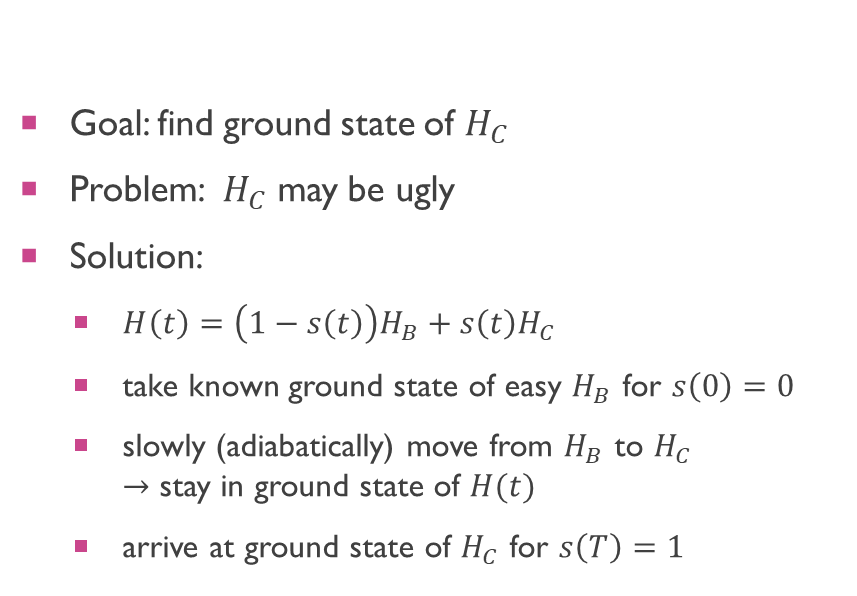 Goal: find ground state of H_C
Problem: H_C may be ugly
Solution:
H(t) = (1 − s(t))H_B + s(t)H_C
take known ground state of easy H_B for s(0) = 0
slowly (adiabatically) move from H_B to H_C
→ stay in ground state of H(t)
arrive at ground state of H_C for s(T) = 1